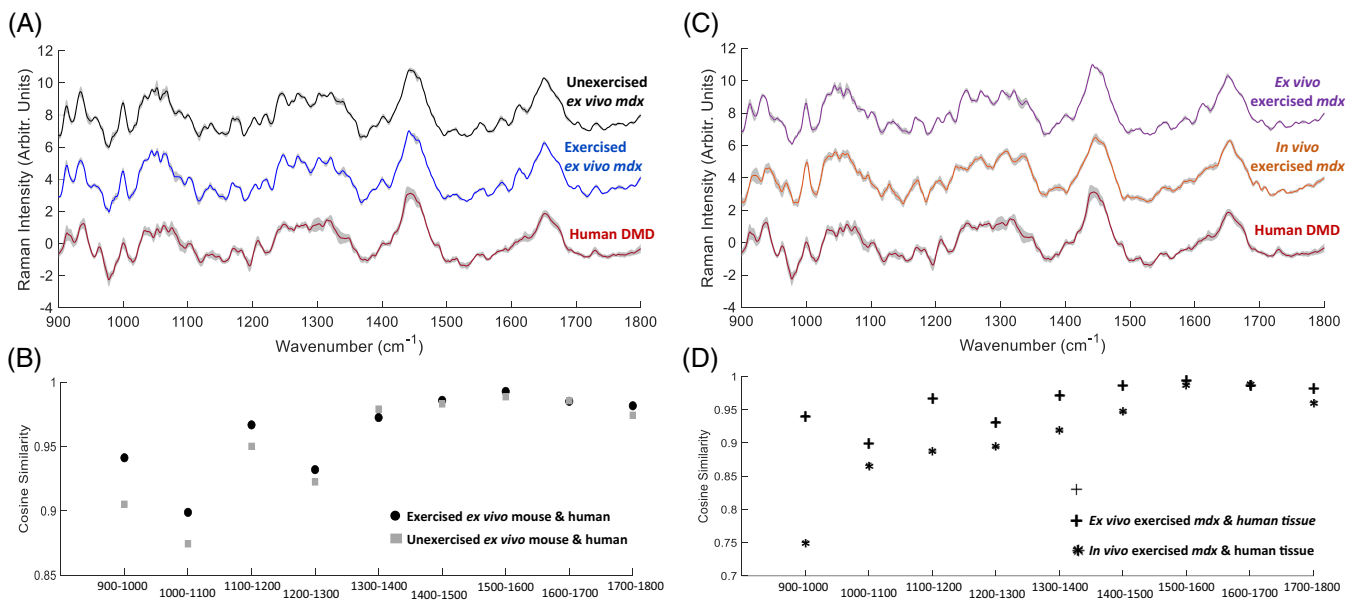 (A)
Raman Intensity (Arbitr. Units)
12
10
8
6
4
2
0
-2
-4
Unexercised
ex vivo mdx
Exercised
ex vivo mdx
Human DMD
900 1000 1100 1200 1300 1400 1500 1600 1700 1800
Wavenumber (cm-1)
(C)
Raman Intensity (Arbitr. Units)
12
10
8
6
4
2
0
-2
-4
Ex vivo
exercised mdx
In vivo
exercised mdx
Human DMD
900 1000 1100 1200 1300 1400 1500 1600 1700 1800
Wavenumber (cm-1)
(B)
Cosine Similarity
1
0.95
0.9
0.85
Exercised ex vivo mouse & human
Unexercised ex vivo mouse & human
900-1000 1000-1100 1100-1200 1200-1300 1300-1400 1400-1500 1500-1600 1600-1700 1700-1800
(D)
Cosine Similarity
1
0.95
0.9
0.85
0.8
0.75
0.7
Ex vivo exercised mdx & human tissue
In vivo exercised mdx & human tissue
900-1000 1000-1100 1100-1200 1200-1300 1300-1400 1400-1500 1500-1600 1600-1700 1700-1800